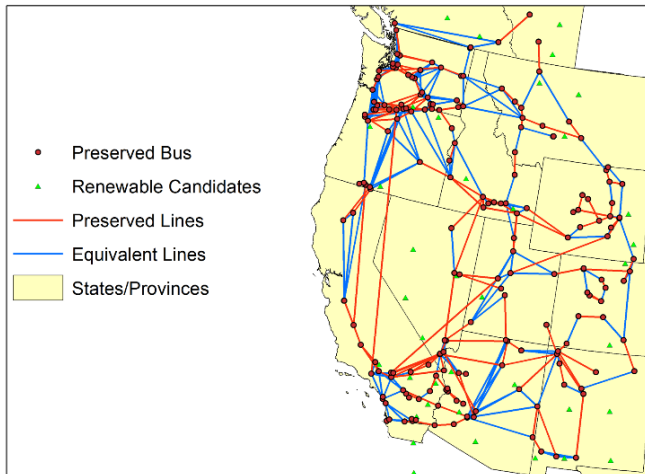 Preserved Bus
Renewable Candidates
Preserved Lines
Equivalent Lines
States/Provinces